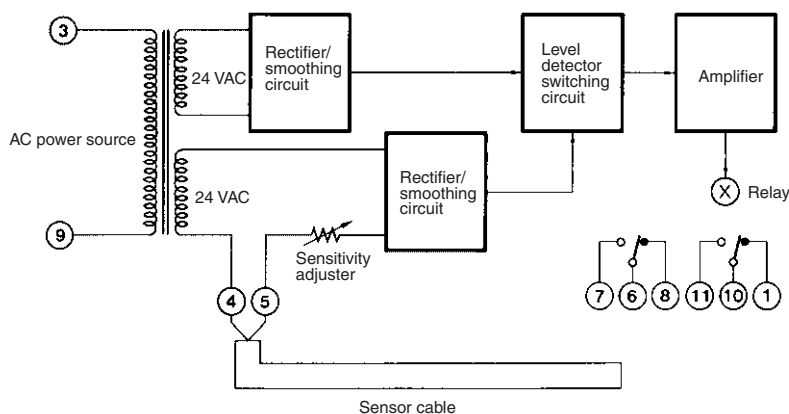 3
Rectifier/
smoothing
circuit
Level
detector
switching
circuit
Amplifier
24 VAC
AC power source
Rectifier/
smoothing
circuit
X
Relay
24 VAC
9
Sensitivity
adjuster
4
5
7
6
8
11
10
1
Sensor cable